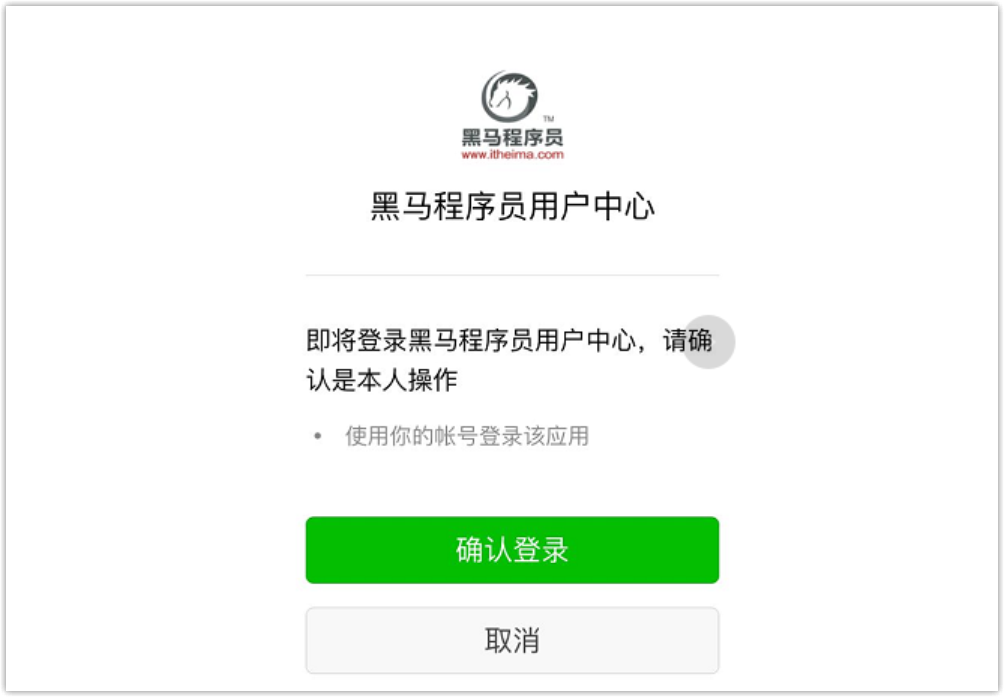 TM
黑马程序员
www.itheima.com
黑马程序员用户中心
即将登录黑马程序员用户中心，请确
认是本人操作
• 使用你的帐号登录该应用
确认登录
取消